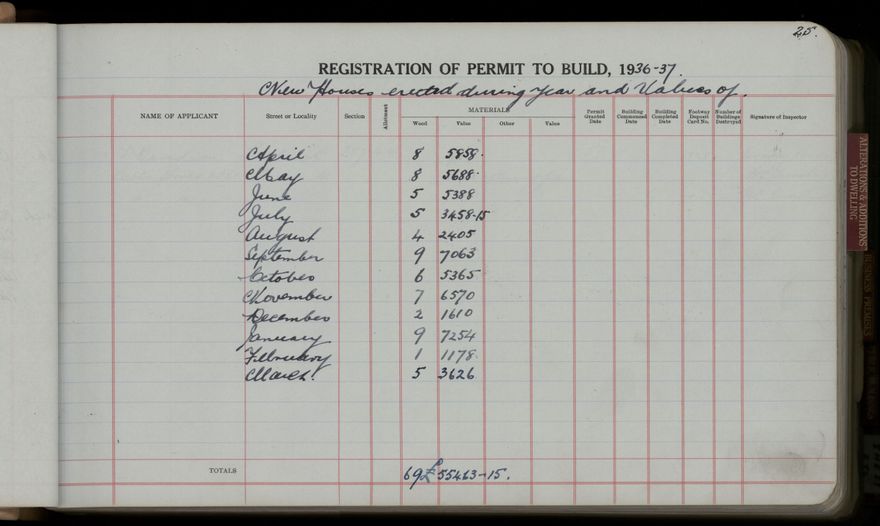 25.
REGISTRATION OF PERMIT TO BUILD, 1936-37.
New Houses erected during Year and Values of.
NAME OF APPLICANT
Street or Locality
Section
Allotment
MATERIALS
Wood
Value
Other
Value
Permit Granted Date
Building Commenced Date
Building Completed Date
Footway Deposit Card No.
Number of Buildings Destroyed
Signature of Inspector
April 8 5858.
May 8 5688.
June 5 5388
July 5 3458-15
August 4 2405
September 9 7063
October 6 5365
November 7 6570
December 2 1610
January 9 7254
February 1 1178.
March. 5 3626
TOTALS 69 £ 55463-15.
ALTERATIONS & ADDITIONS
TO DWELLING
BUSINESS PREMISES